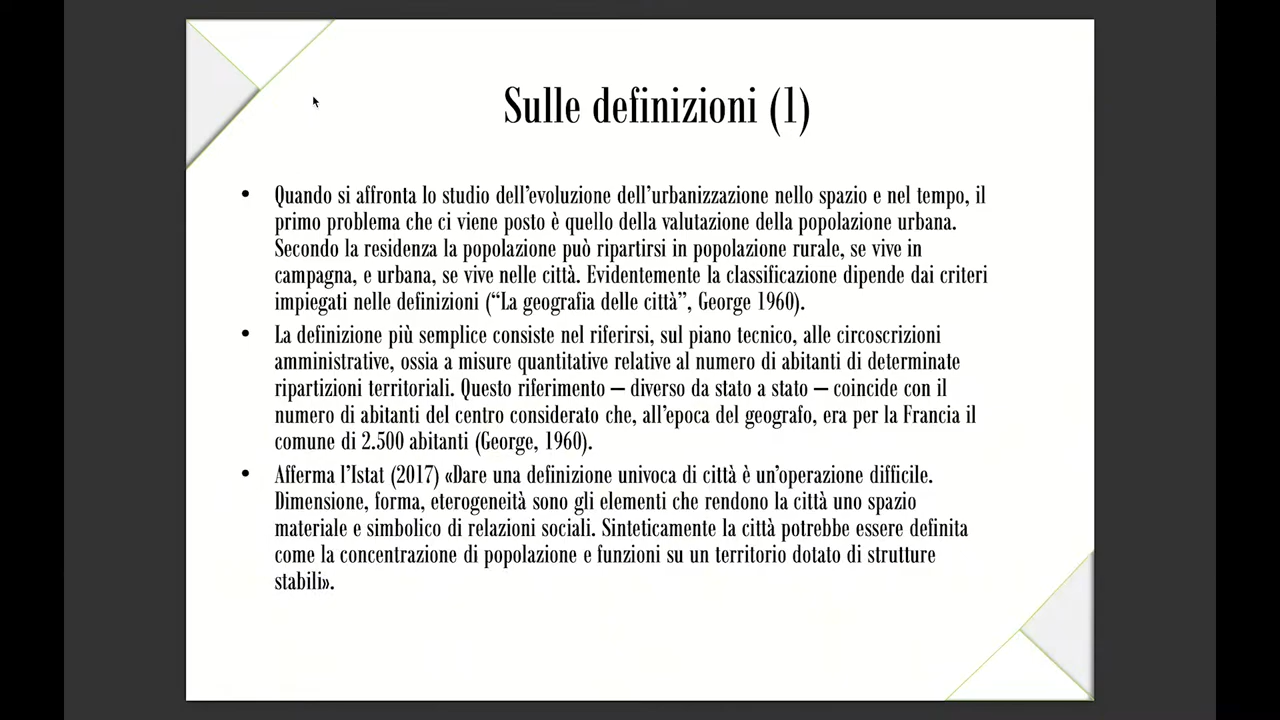 Sulle definizioni (1)
• Quando si affronta lo studio dell’evoluzione dell’urbanizzazione nello spazio e nel tempo, il
primo problema che ci viene posto è quello della valutazione della popolazione urbana.
Secondo la residenza la popolazione può ripartirsi in popolazione rurale, se vive in
campagna, e urbana, se vive nelle città. Evidentemente la classificazione dipende dai criteri
impiegati nelle definizioni (“La geografia delle città”, George 1960).
• La definizione più semplice consiste nel riferirsi, sul piano tecnico, alle circoscrizioni
amministrative, ossia a misure quantitative relative al numero di abitanti di determinate
ripartizioni territoriali. Questo riferimento – diverso da stato a stato – coincide con il
numero di abitanti del centro considerato che, all’epoca del geografo, era per la Francia il
comune di 2.500 abitanti (George, 1960).
• Afferma l’Istat (2017) «Dare una definizione univoca di città è un’operazione difficile.
Dimensione, forma, eterogeneità sono gli elementi che rendono la città uno spazio
materiale e simbolico di relazioni sociali. Sinteticamente la città potrebbe essere definita
come la concentrazione di popolazione e funzioni su un territorio dotato di strutture
stabili».